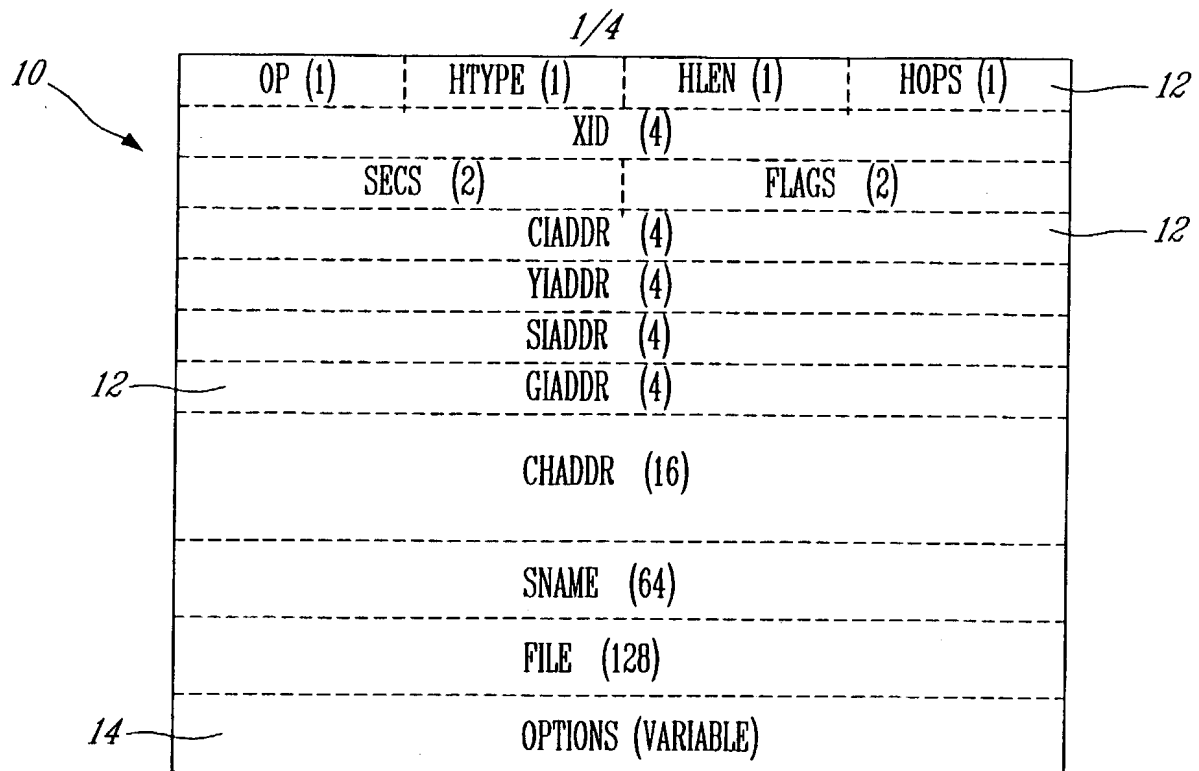 1/4
10
OP (1) HTYPE (1) HLEN (1) HOPS (1) 12
XID (4)
SECS (2) FLAGS (2)
CIADDR (4) 12
YIADDR (4)
SIADDR (4)
12 GIADDR (4)
CHADDR (16)
SNAME (64)
FILE (128)
14 OPTIONS (VARIABLE)